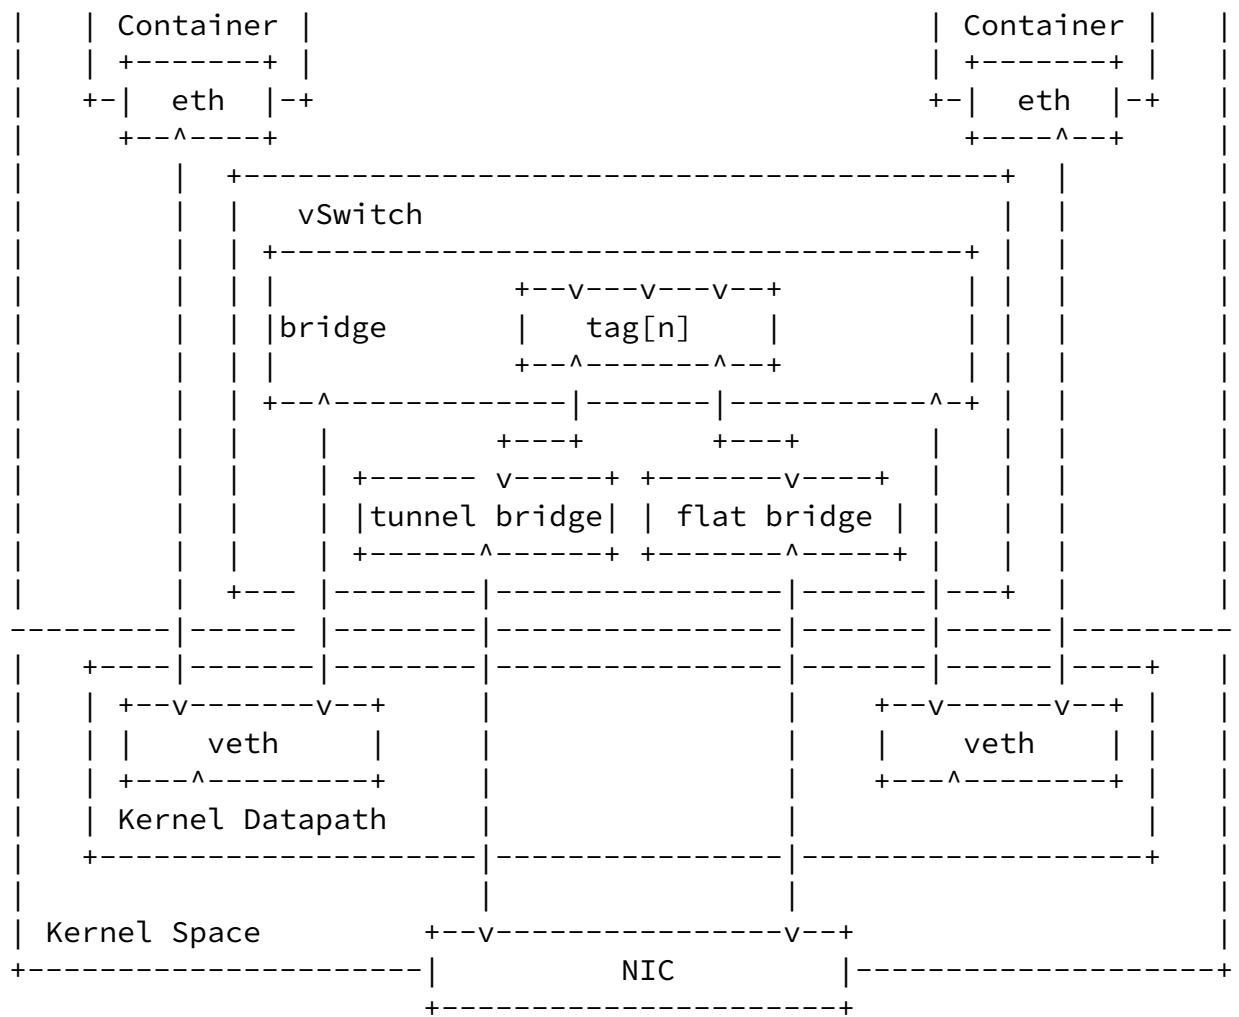 Container Container
eth eth
vSwitch
bridge tag[n]
tunnel bridge flat bridge
veth veth
Kernel Datapath
Kernel Space
NIC